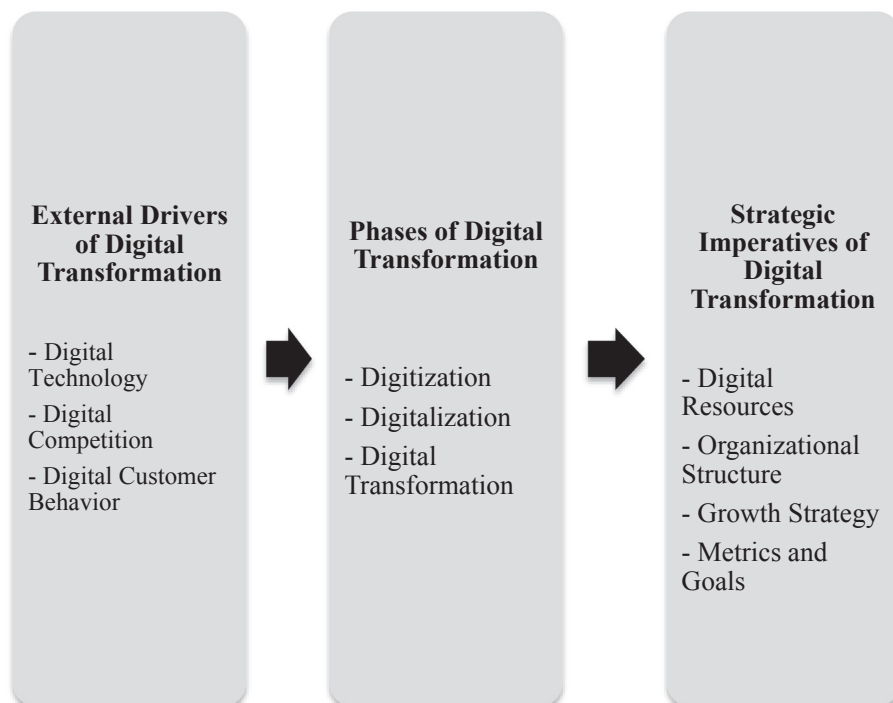 External Drivers
of Digital
Transformation
- Digital
Technology
- Digital
Competition
- Digital Customer
Behavior
Phases of Digital
Transformation
- Digitization
- Digitalization
- Digital
Transformation
Strategic
Imperatives of
Digital
Transformation
- Digital
Resources
- Organizational
Structure
- Growth Strategy
- Metrics and
Goals